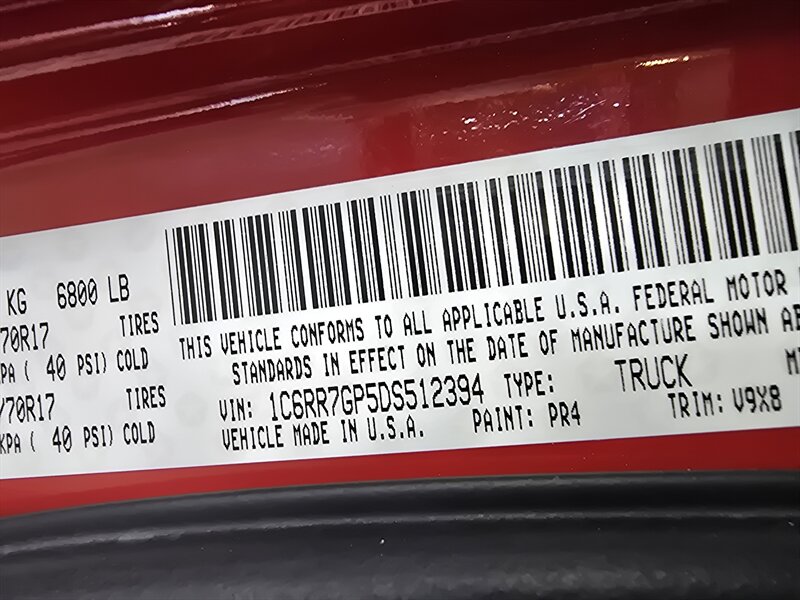 KG 6800 LB
/70R17 TIRES
KPA ( 40 PSI) COLD
/70R17 TIRES
KPA ( 40 PSI) COLD
THIS VEHICLE CONFORMS TO ALL APPLICABLE U.S.A. FEDERAL MOTOR
STANDARDS IN EFFECT ON THE DATE OF MANUFACTURE SHOWN AB
VIN: 1C6RR7GP5DS512394 TYPE: TRUCK
VEHICLE MADE IN U.S.A. PAINT: PR4 TRIM: V9X8